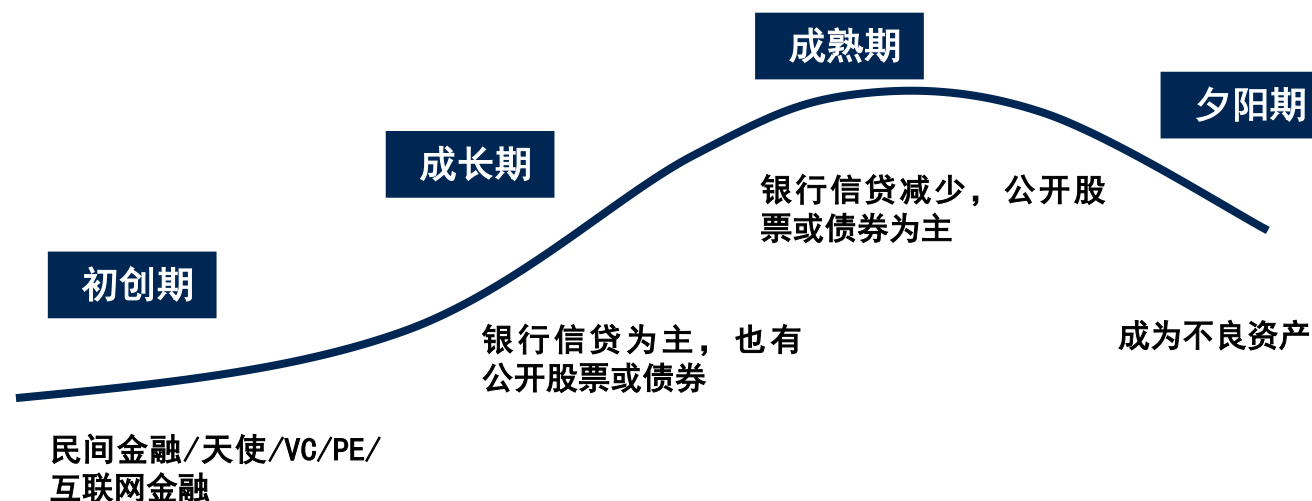 成熟期
夕阳期
成长期
银行信贷减少，公开股
票或债券为主
初创期
银行信贷为主，也有
公开股票或债券
成为不良资产
民间金融/天使/VC/PE/
互联网金融